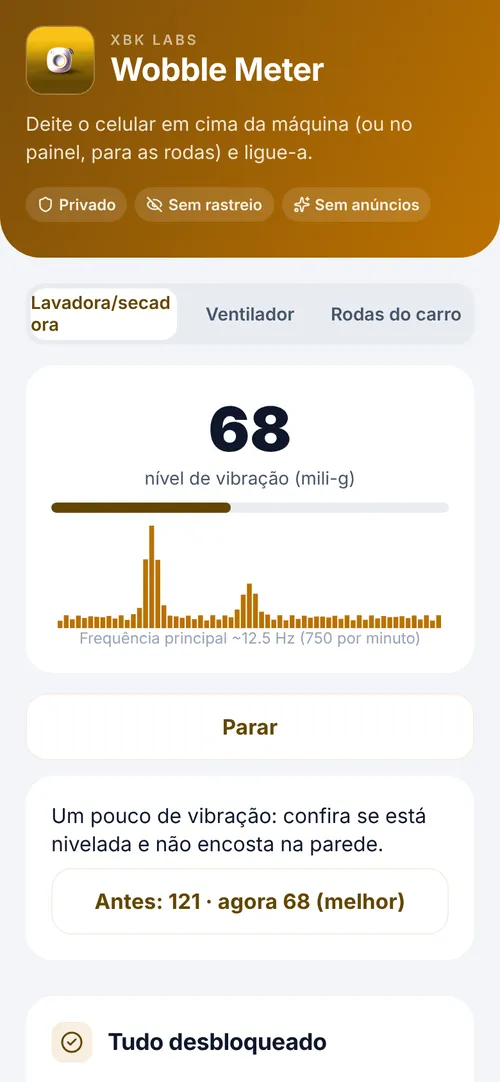 XBK LABS
Wobble Meter
Deite o celular em cima da máquina (ou no
painel, para as rodas) e ligue-a.
Privado
Sem rastreio
Sem anúncios
Lavadora/secad
ora
Ventilador
Rodas do carro
68
nível de vibração (mili-g)
Frequência principal ~12.5 Hz (750 por minuto)
Parar
Um pouco de vibração: confira se está
nivelada e não encosta na parede.
Antes: 121 · agora 68 (melhor)
Tudo desbloqueado